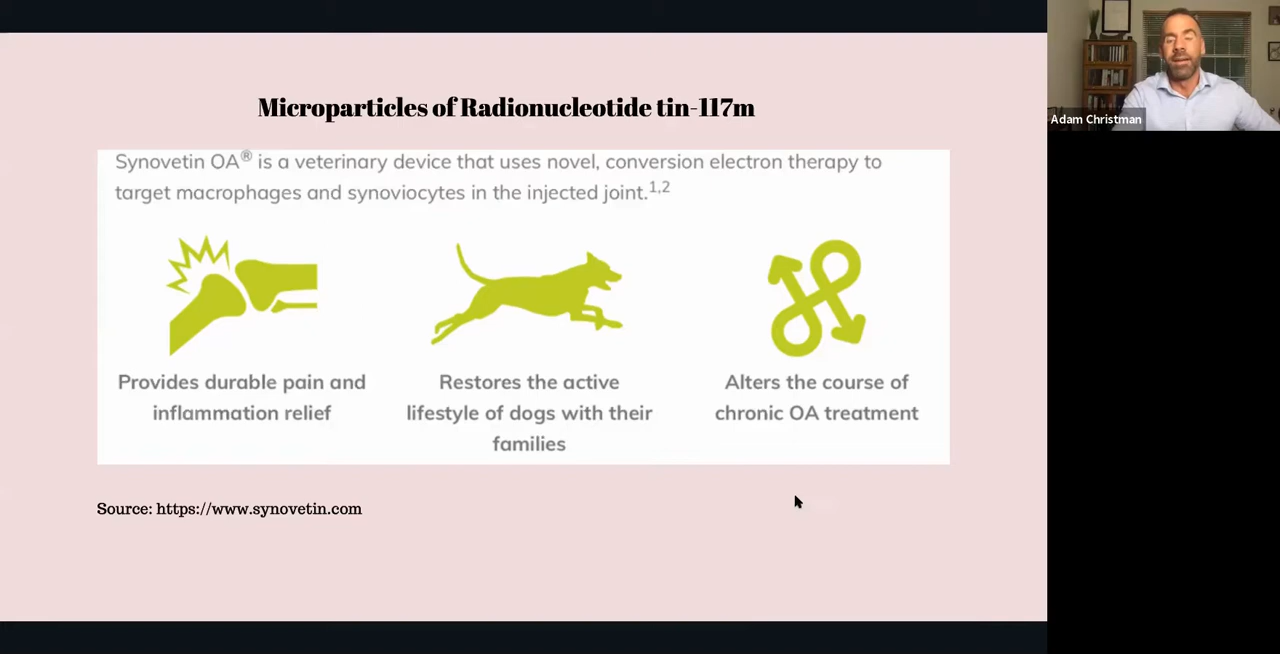 Microparticles of Radionucleotide tin-117m
Synovetin OA® is a veterinary device that uses novel, conversion electron therapy to
target macrophages and synoviocytes in the injected joint.1,2
Provides durable pain and
inflammation relief
Restores the active
lifestyle of dogs with their
families
Alters the course of
chronic OA treatment
Source: https://www.synovetin.com
Adam Christman